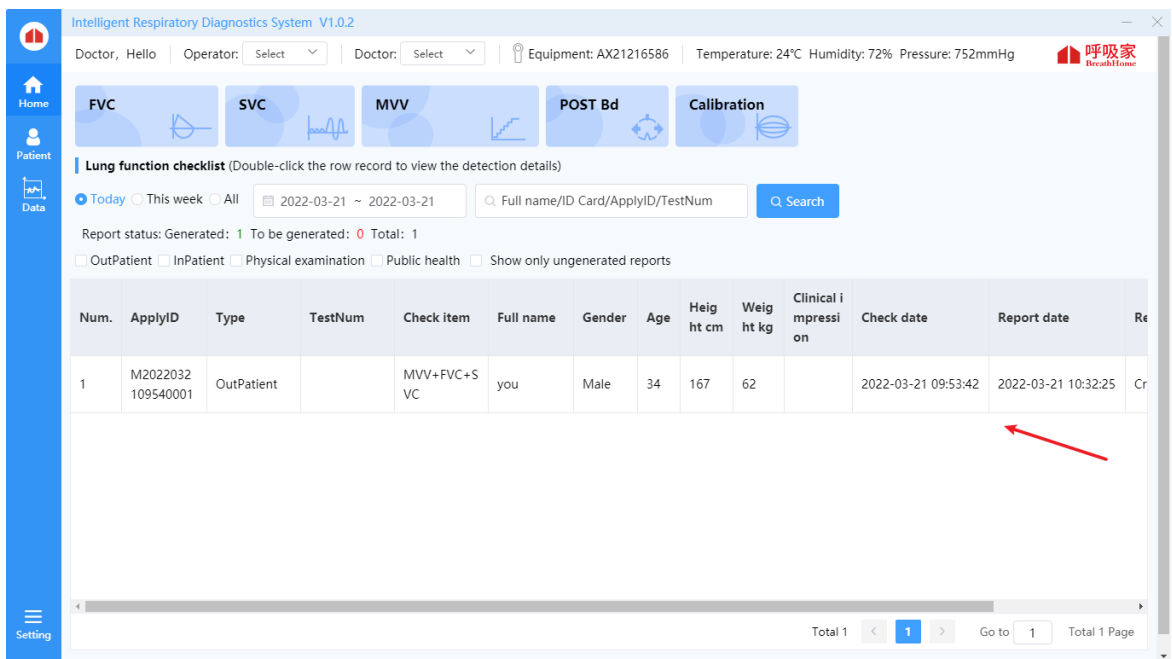 Intelligent Respiratory Diagnostics System V1.0.2
Doctor, Hello Operator: Select Doctor: Select Equipment: AX21216586 Temperature: 24℃ Humidity: 72% Pressure: 752mmHg 呼吸家
BreathHome
Home
Patient
Data
Setting
FVC SVC MVV POST Bd Calibration
Lung function checklist (Double-click the row record to view the detection details)
Today This week All 2022-03-21 ~ 2022-03-21 Full name/ID Card/ApplyID/TestNum Search
Report status: Generated: 1 To be generated: 0 Total: 1
OutPatient InPatient Physical examination Public health Show only ungenerated reports
Num. ApplyID Type TestNum Check item Full name Gender Age Heig
ht cm Weig
ht kg Clinical i
mpressi
on Check date Report date Re
1 M2022032
109540001 OutPatient MVV+FVC+S
VC you Male 34 167 62 2022-03-21 09:53:42 2022-03-21 10:32:25 Cr
Total 1 < 1 > Go to 1 Total 1 Page